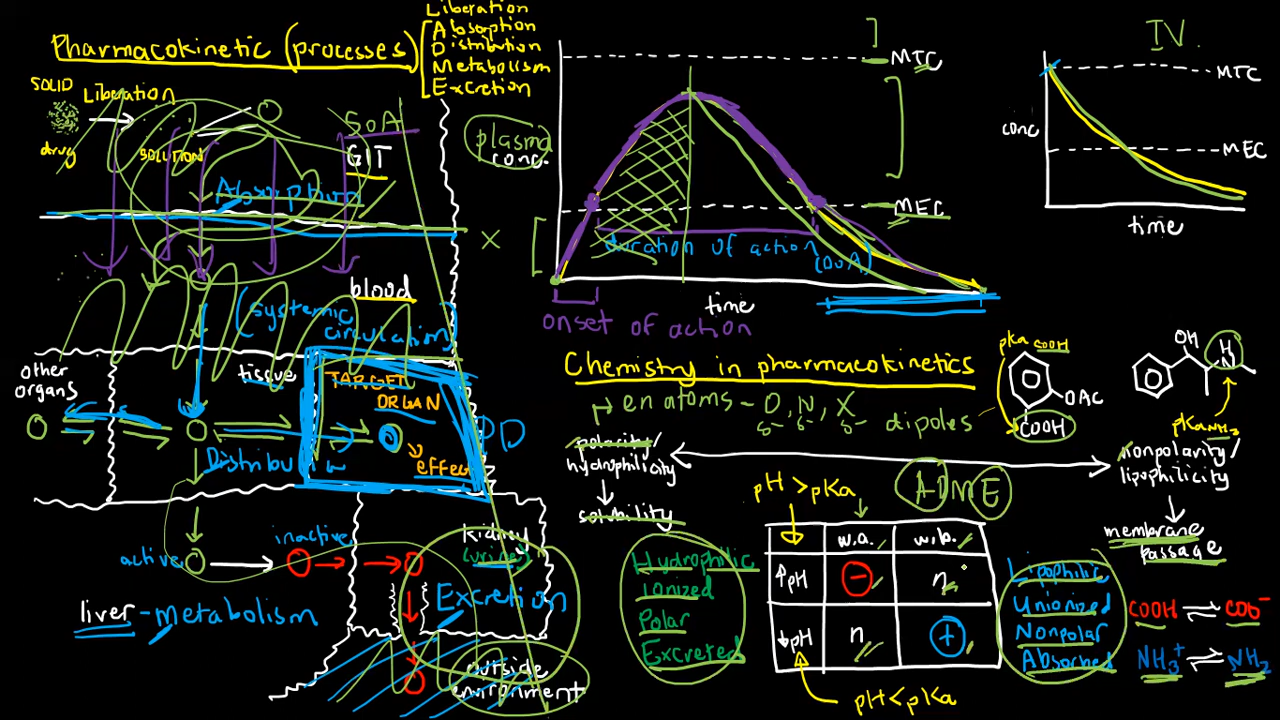 Pharmacokinetic (processes)
Liberation
Absorption
Distribution
Metabolism
Excretion
SOLID
drug
Liberation
SOLUTION
SOA
GIT
Absorption
blood
(systemic
circulation)
other
organs
tissue
TARGET
ORGAN
effect
PD
Distribution
active
inactive
liver - metabolism
kidney
(urine)
Excretion
outside
environment
plasma
conc.
X
MTC
MEC
duration of action
(DOA)
time
onset of action
IV.
conc
MTC
MEC
time
Chemistry in pharmacokinetics
en atoms - O, N, X
δ- δ- δ-
dipoles
polarity/
hydrophilicity
solubility
nonpolarity/
lipophilicity
membrane
passage
pKa COOH
OAC
COOH
OH
H
N
pKa NH3
pH > pKa
ADME
w.a.
w.b.
↑pH
−
n
↓pH
n
+
pH < pKa
Hydrophilic
Ionized
Polar
Excreted
Lipophilic
Unionized
Nonpolar
Absorbed
COOH ⇌ COO⁻
NH₃⁺ ⇌ NH₂